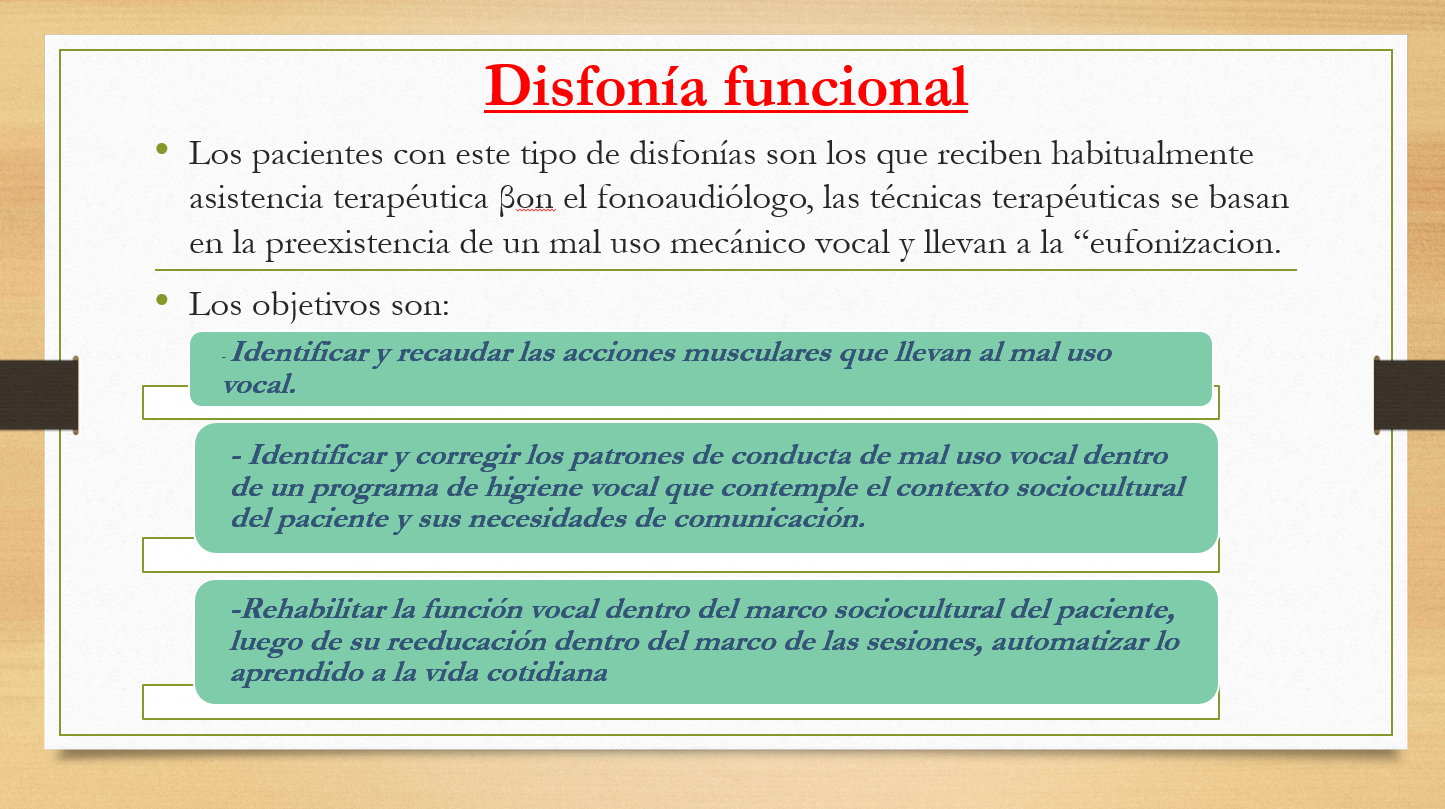 Disfonía funcional
• Los pacientes con este tipo de disfonías son los que reciben habitualmente
asistencia terapéutica βon el fonoaudiólogo, las técnicas terapéuticas se basan
en la preexistencia de un mal uso mecánico vocal y llevan a la “eufonizacion.
• Los objetivos son:
- Identificar y recaudar las acciones musculares que llevan al mal uso
vocal.
- Identificar y corregir los patrones de conducta de mal uso vocal dentro
de un programa de higiene vocal que contemple el contexto sociocultural
del paciente y sus necesidades de comunicación.
-Rehabilitar la función vocal dentro del marco sociocultural del paciente,
luego de su reeducación dentro del marco de las sesiones, automatizar lo
aprendido a la vida cotidiana